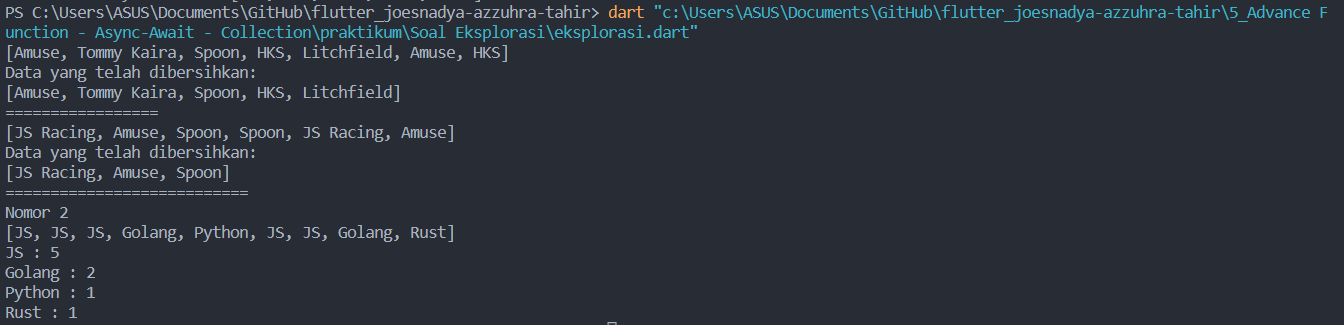 PS C:\Users\ASUS\Documents\GitHub\flutter_joesnadya-azzuhra-tahir> dart "c:\Users\ASUS\Documents\GitHub\flutter_joesnadya-azzuhra-tahir\5_Advance F
unction - Async-Await - Collection\praktikum\Soal Eksplorasi\eksplorasi.dart"
[Amuse, Tommy Kaira, Spoon, HKS, Litchfield, Amuse, HKS]
Data yang telah dibersihkan:
[Amuse, Tommy Kaira, Spoon, HKS, Litchfield]
=================
[JS Racing, Amuse, Spoon, Spoon, JS Racing, Amuse]
Data yang telah dibersihkan:
[JS Racing, Amuse, Spoon]
===========================
Nomor 2
[JS, JS, JS, Golang, Python, JS, JS, Golang, Rust]
JS : 5
Golang : 2
Python : 1
Rust : 1